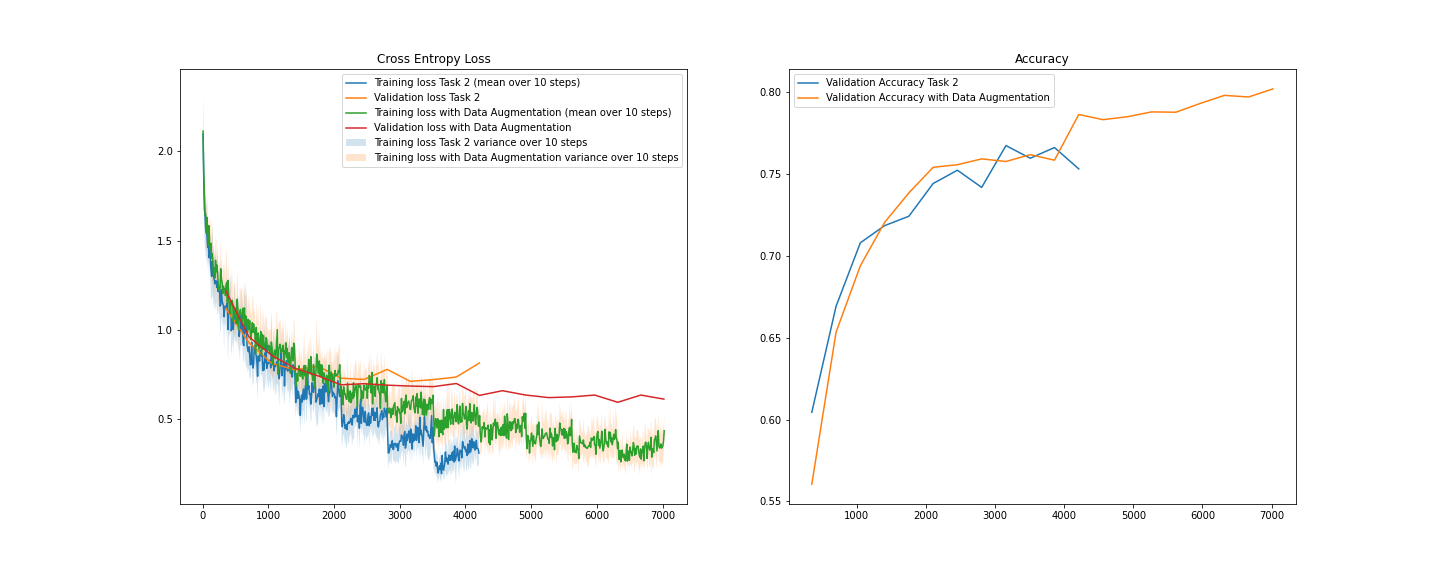 Cross Entropy Loss
Training loss Task 2 (mean over 10 steps)
Validation loss Task 2
Training loss with Data Augmentation (mean over 10 steps)
Validation loss with Data Augmentation
Training loss Task 2 variance over 10 steps
Training loss with Data Augmentation variance over 10 steps
2.0
1.5
1.0
0.5
0 1000 2000 3000 4000 5000 6000 7000
Accuracy
Validation Accuracy Task 2
Validation Accuracy with Data Augmentation
0.80
0.75
0.70
0.65
0.60
0.55
1000 2000 3000 4000 5000 6000 7000